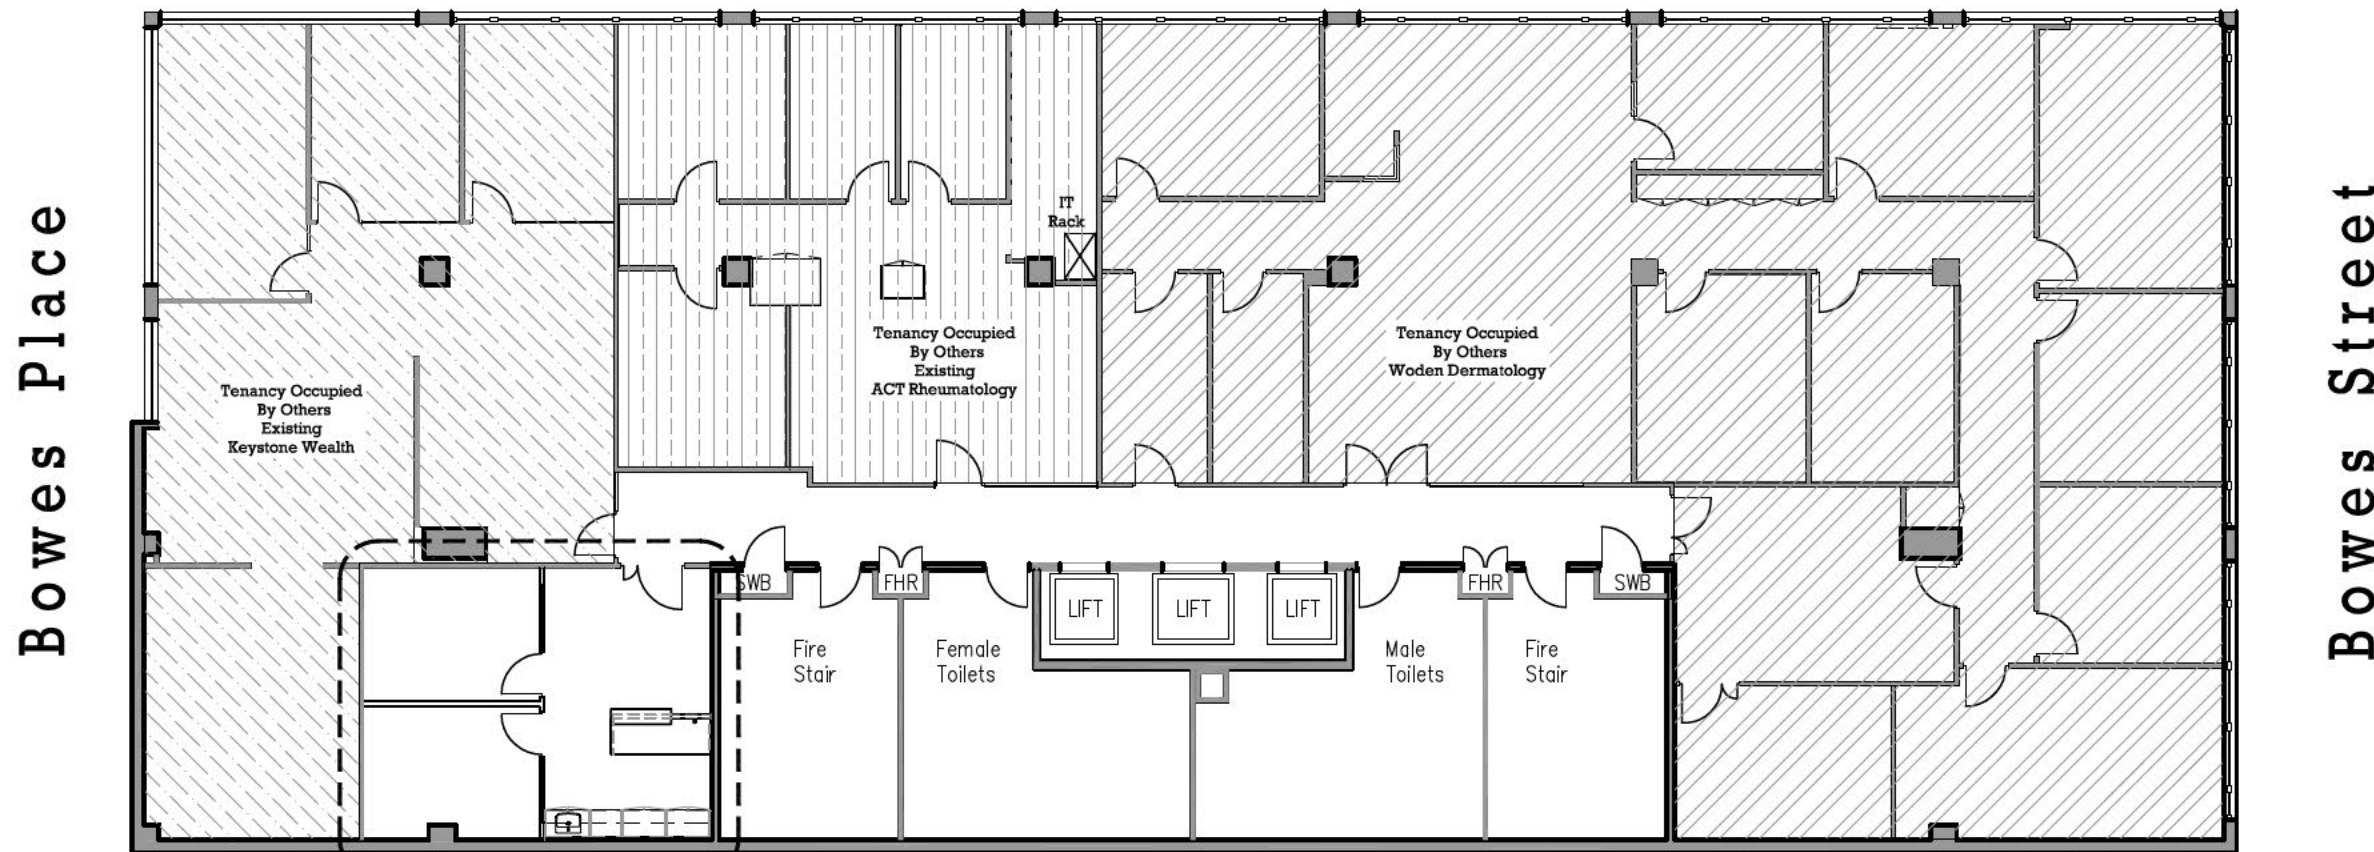 Bowes Place
IT
Rack
Tenancy Occupied
By Others
Existing
Keystone Wealth
Tenancy Occupied
By Others
Existing
ACT Rheumatology
Tenancy Occupied
By Others
Woden Dermatology
Bowes Street
SWB
FHR
LIFT
LIFT
LIFT
FHR
SWB
Fire
Stair
Female
Toilets
Male
Toilets
Fire
Stair